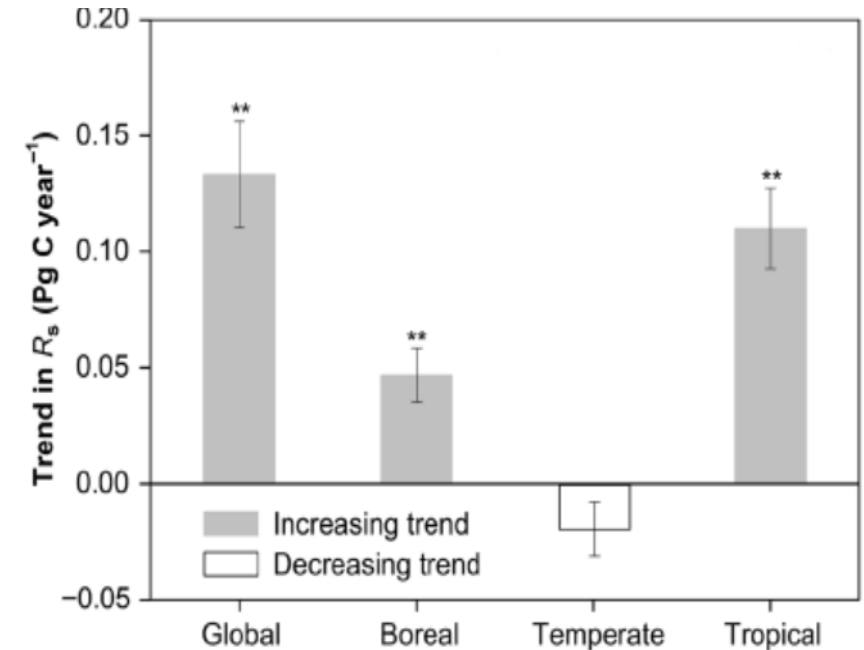 0.20
**
0.15
**
0.10
**
0.05
0.00
−0.05
Trend in Rs (Pg C year−1)
Increasing trend
Decreasing trend
Global Boreal Temperate Tropical